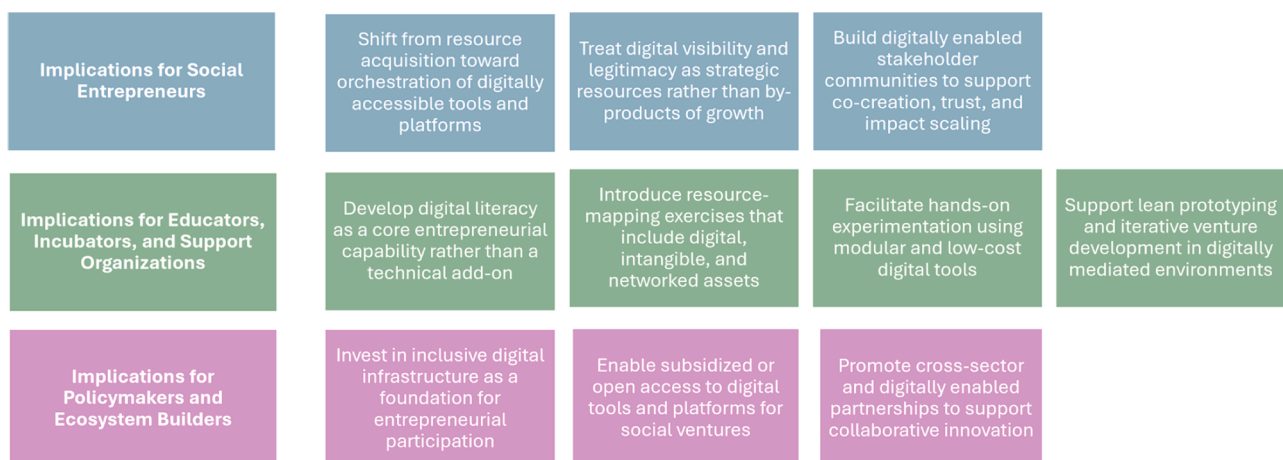 Implications for Social
Entrepreneurs
Shift from resource
acquisition toward
orchestration of digitally
accessible tools and
platforms
Treat digital visibility and
legitimacy as strategic
resources rather than by-
products of growth
Build digitally enabled
stakeholder
communities to support
co-creation, trust, and
impact scaling
Implications for Educators,
Incubators, and Support
Organizations
Develop digital literacy
as a core entrepreneurial
capability rather than a
technical add-on
Introduce resource-
mapping exercises that
include digital,
intangible, and
networked assets
Facilitate hands-on
experimentation using
modular and low-cost
digital tools
Support lean prototyping
and iterative venture
development in digitally
mediated environments
Implications for
Policymakers and
Ecosystem Builders
Invest in inclusive digital
infrastructure as a
foundation for
entrepreneurial
participation
Enable subsidized or
open access to digital
tools and platforms for
social ventures
Promote cross-sector
and digitally enabled
partnerships to support
collaborative innovation